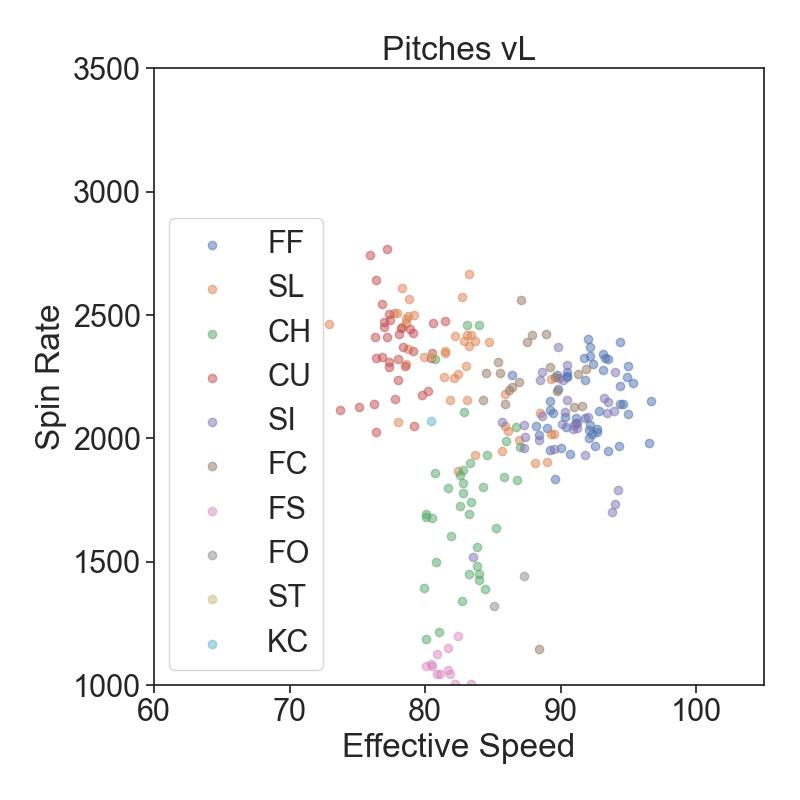 Pitches vL
3500
3000
2500
2000
1500
1000
Spin Rate
FF
SL
CH
CU
SI
FC
FS
FO
ST
KC
60
70
80
90
100
Effective Speed